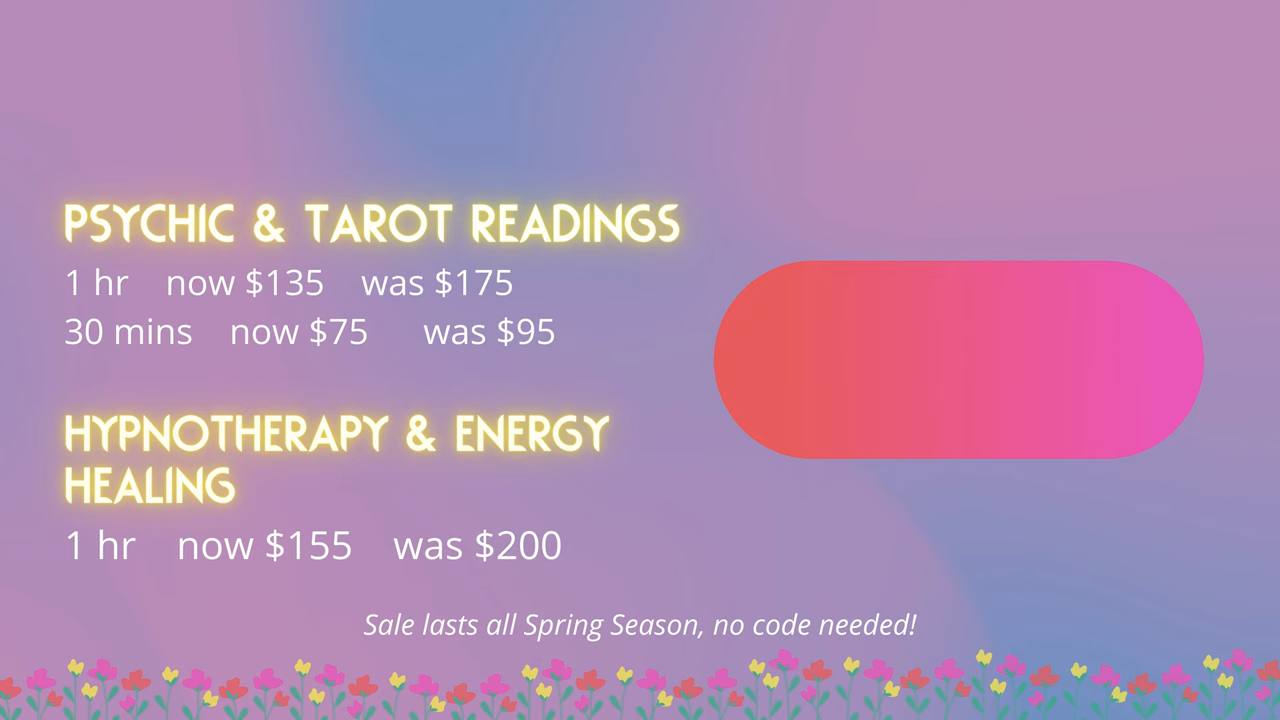 PSYCHIC & TAROT READINGS
1 hr now $135 was $175
30 mins now $75 was $95
HYPNOTHERAPY & ENERGY
HEALING
1 hr now $155 was $200
Sale lasts all Spring Season, no code needed!